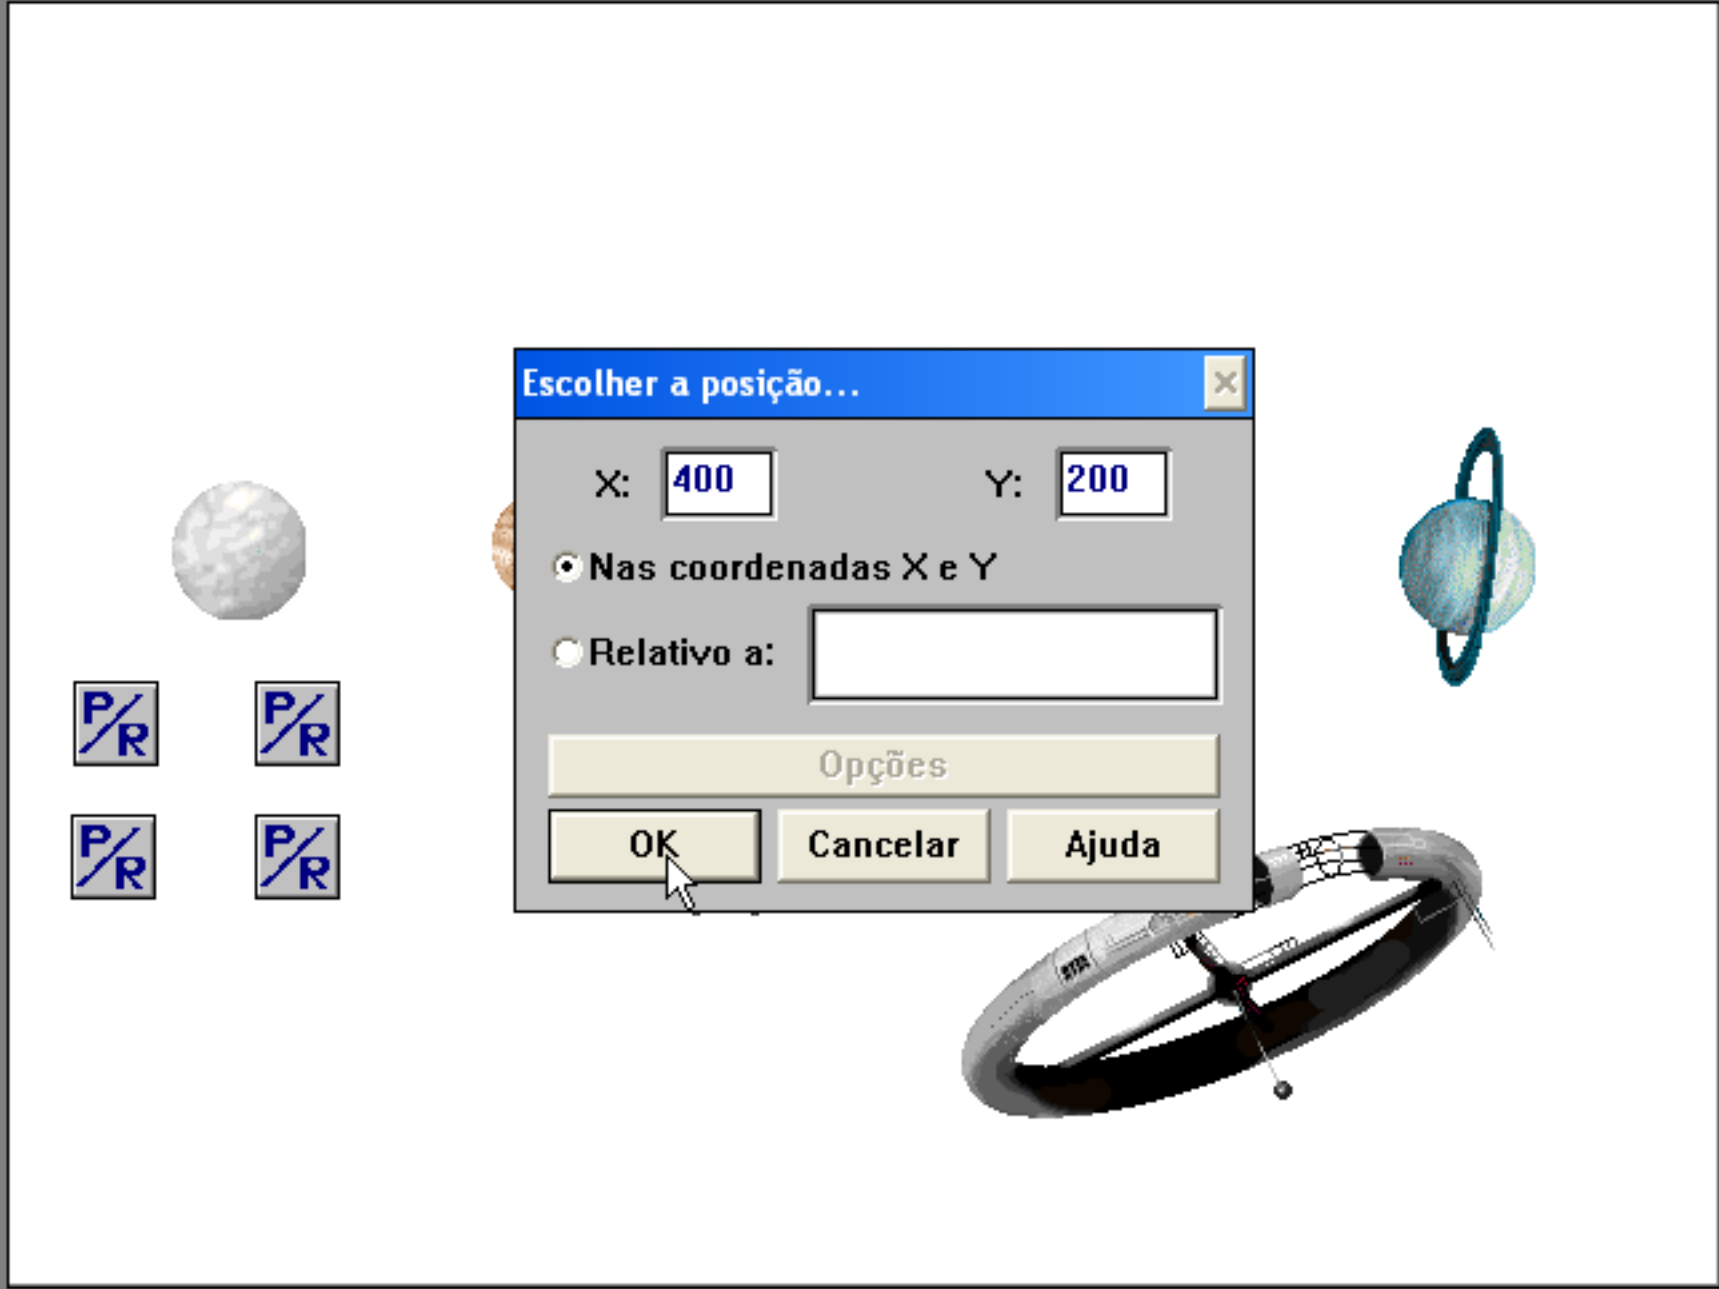 Escolher a posição...
X: 400 Y: 200
Nas coordenadas X e Y
Relativo a:
P/R P/R
Opções
P/R P/R
OK Cancelar Ajuda